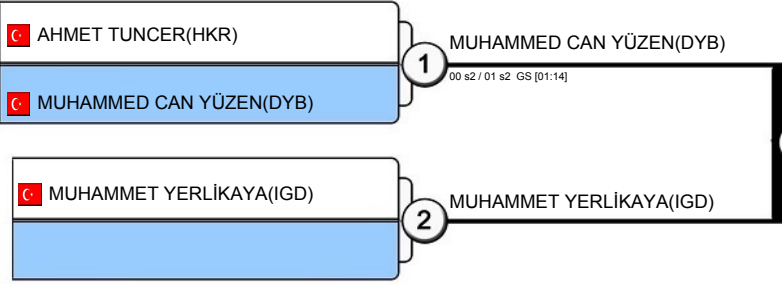 AHMET TUNCER(HKR)
MUHAMMED CAN YÜZEN(DYB)
1
MUHAMMED CAN YÜZEN(DYB)
00 s2 / 01 s2 GS [01:14]
MUHAMMET YERLİKAYA(IGD)
2
MUHAMMET YERLİKAYA(IGD)